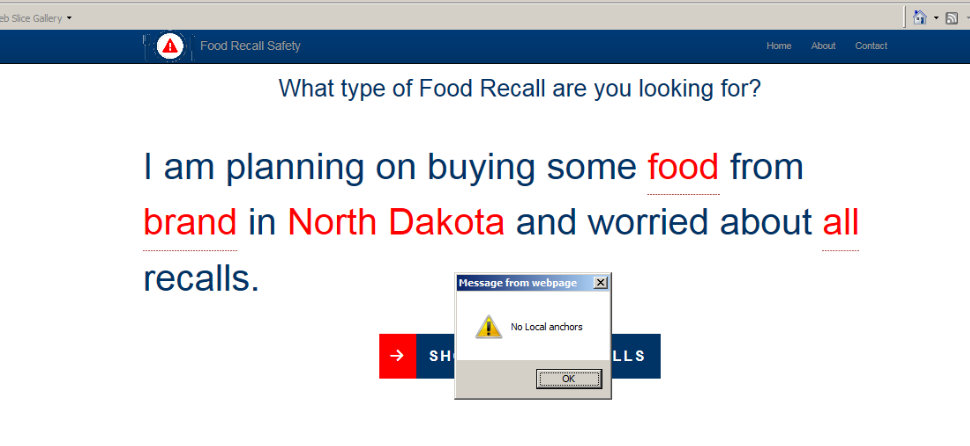 eb Slice Gallery
Food Recall Safety
Home About Contact
What type of Food Recall are you looking for?
I am planning on buying some food from
brand in North Dakota and worried about all
recalls.
Message from webpage
No Local anchors
OK
SH
LLS